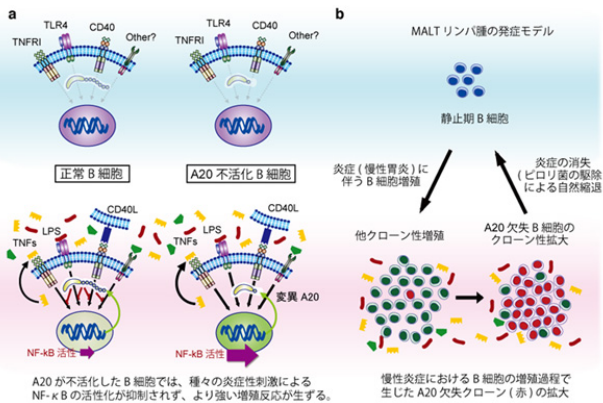 a
TNFRI
TLR4
CD40
Other?
TNFRI
TLR4
CD40
Other?
正常 B 細胞
A20 不活化 B 細胞
TNFs
LPS
CD40L
TNFs
LPS
CD40L
変異 A20
NF-kB 活性
NF-kB 活性
A20 が不活化した B 細胞では、種々の炎症性刺激による
NF-κB の活性化が抑制されず、より強い増殖反応が生ずる。
b
MALT リンパ腫の発症モデル
静止期 B 細胞
炎症 (慢性胃炎) に
伴う B 細胞増殖
炎症の消失
(ピロリ菌の駆除
による自然縮退
他クローン性増殖
A20 欠失 B 細胞の
クローン性拡大
慢性炎症における B 細胞の増殖過程で
生じた A20 欠失クローン (赤) の拡大